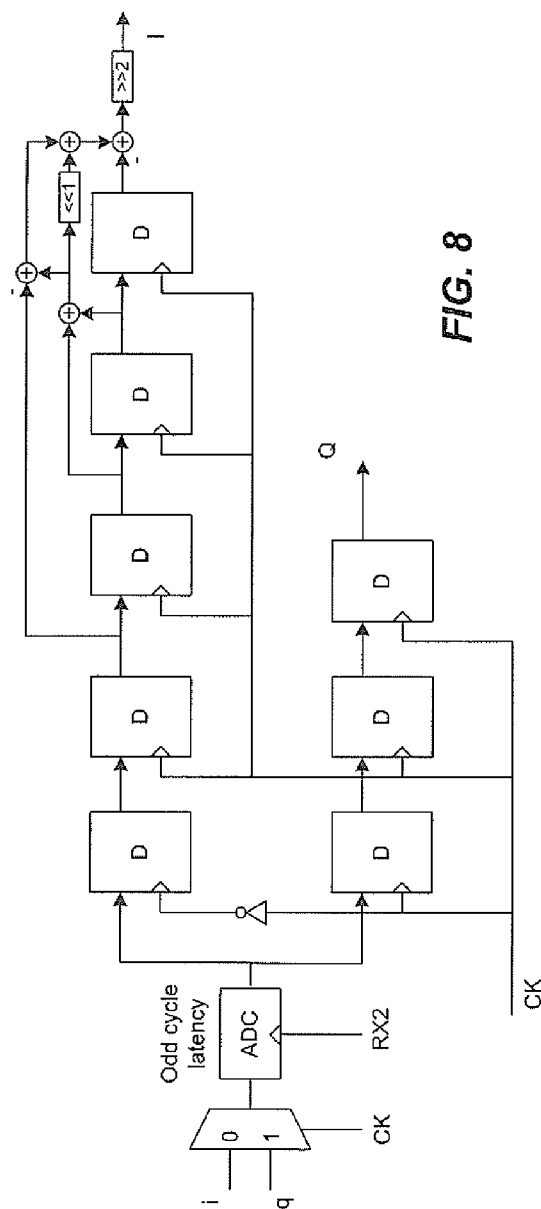 i
q
0
1
CK
Odd cycle
latency
ADC
RX2
D
D
D
D
D
-
<<1
-
>>2
I
D
D
D
Q
CK
FIG. 8